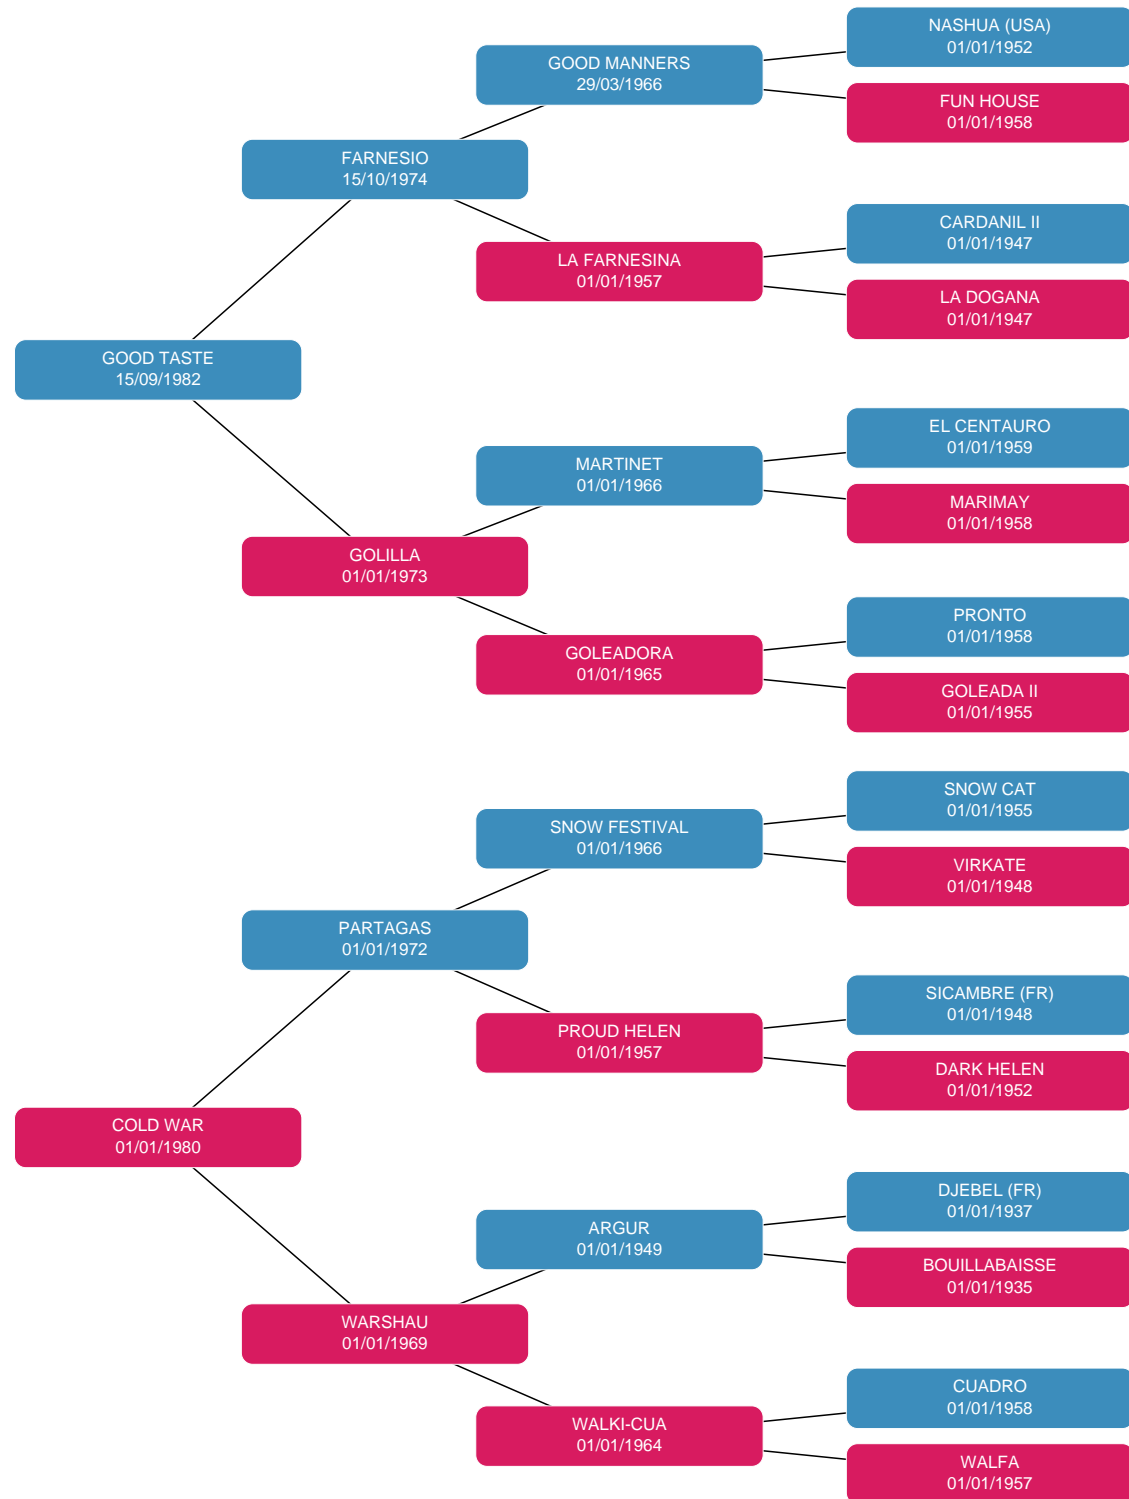 NASHUA (USA)
01/01/1952
GOOD MANNERS
29/03/1966
FUN HOUSE
01/01/1958
FARNESIO
15/10/1974
CARDANIL II
01/01/1947
LA FARNESINA
01/01/1957
LA DOGANA
01/01/1947
GOOD TASTE
15/09/1982
EL CENTAURO
01/01/1959
MARTINET
01/01/1966
MARIMAY
01/01/1958
GOLILLA
01/01/1973
PRONTO
01/01/1958
GOLEADORA
01/01/1965
GOLEADA II
01/01/1955
SNOW CAT
01/01/1955
SNOW FESTIVAL
01/01/1966
VIRKATE
01/01/1948
PARTAGAS
01/01/1972
SICAMBRE (FR)
01/01/1948
PROUD HELEN
01/01/1957
DARK HELEN
01/01/1952
COLD WAR
01/01/1980
DJEBEL (FR)
01/01/1937
ARGUR
01/01/1949
BOUILLABAISSE
01/01/1935
WARSHAU
01/01/1969
CUADRO
01/01/1958
WALKI-CUA
01/01/1964
WALFA
01/01/1957